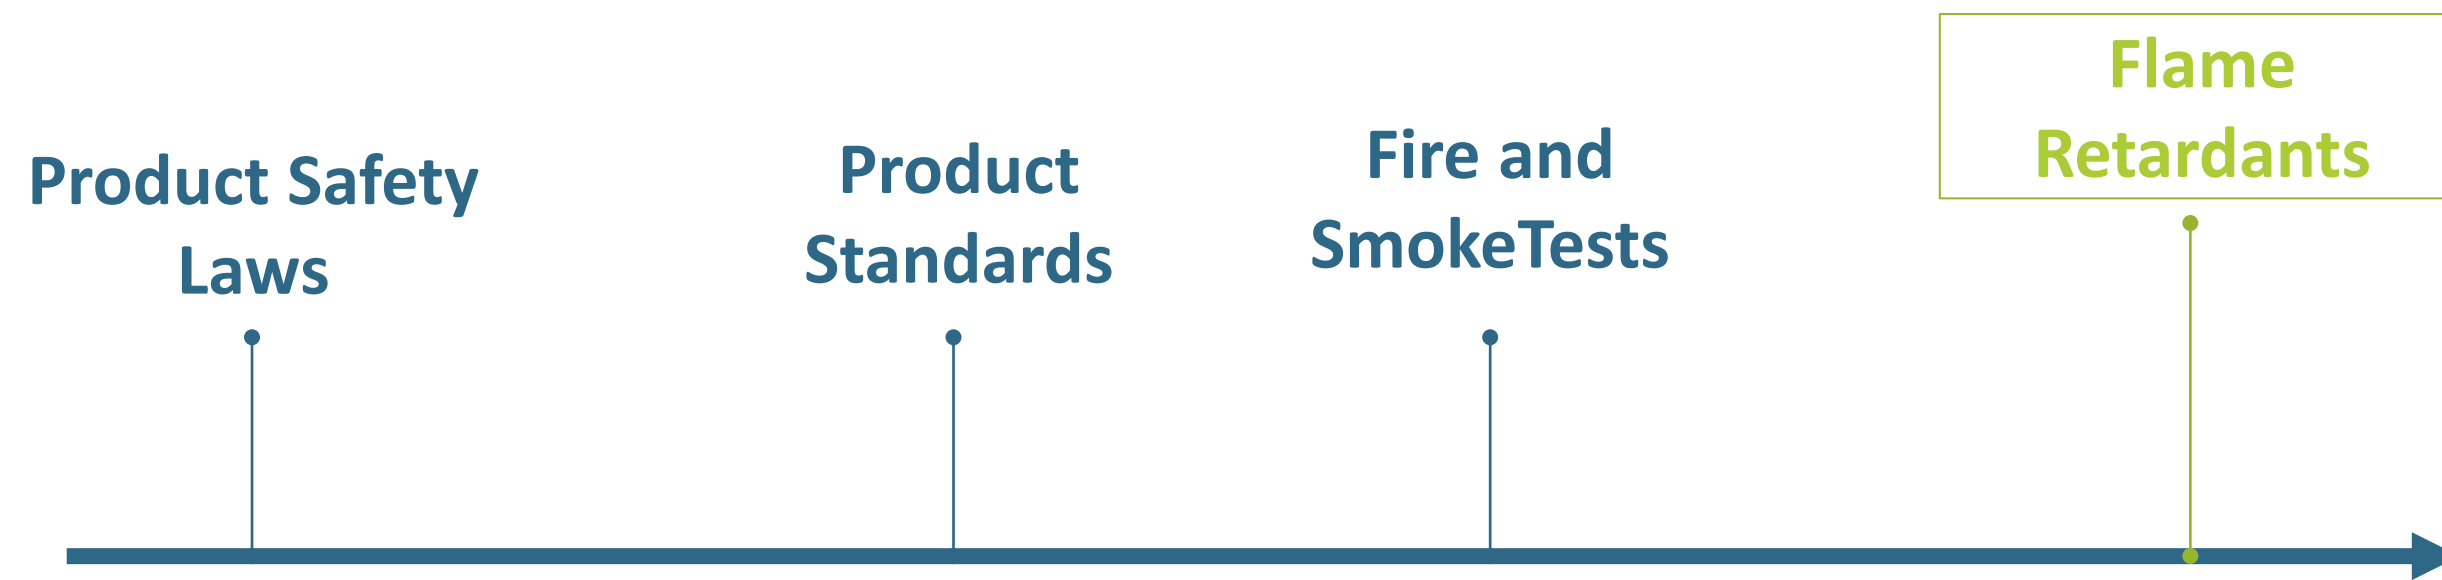 Product Safety
Laws
Product
Standards
Fire and
SmokeTests
Flame
Retardants